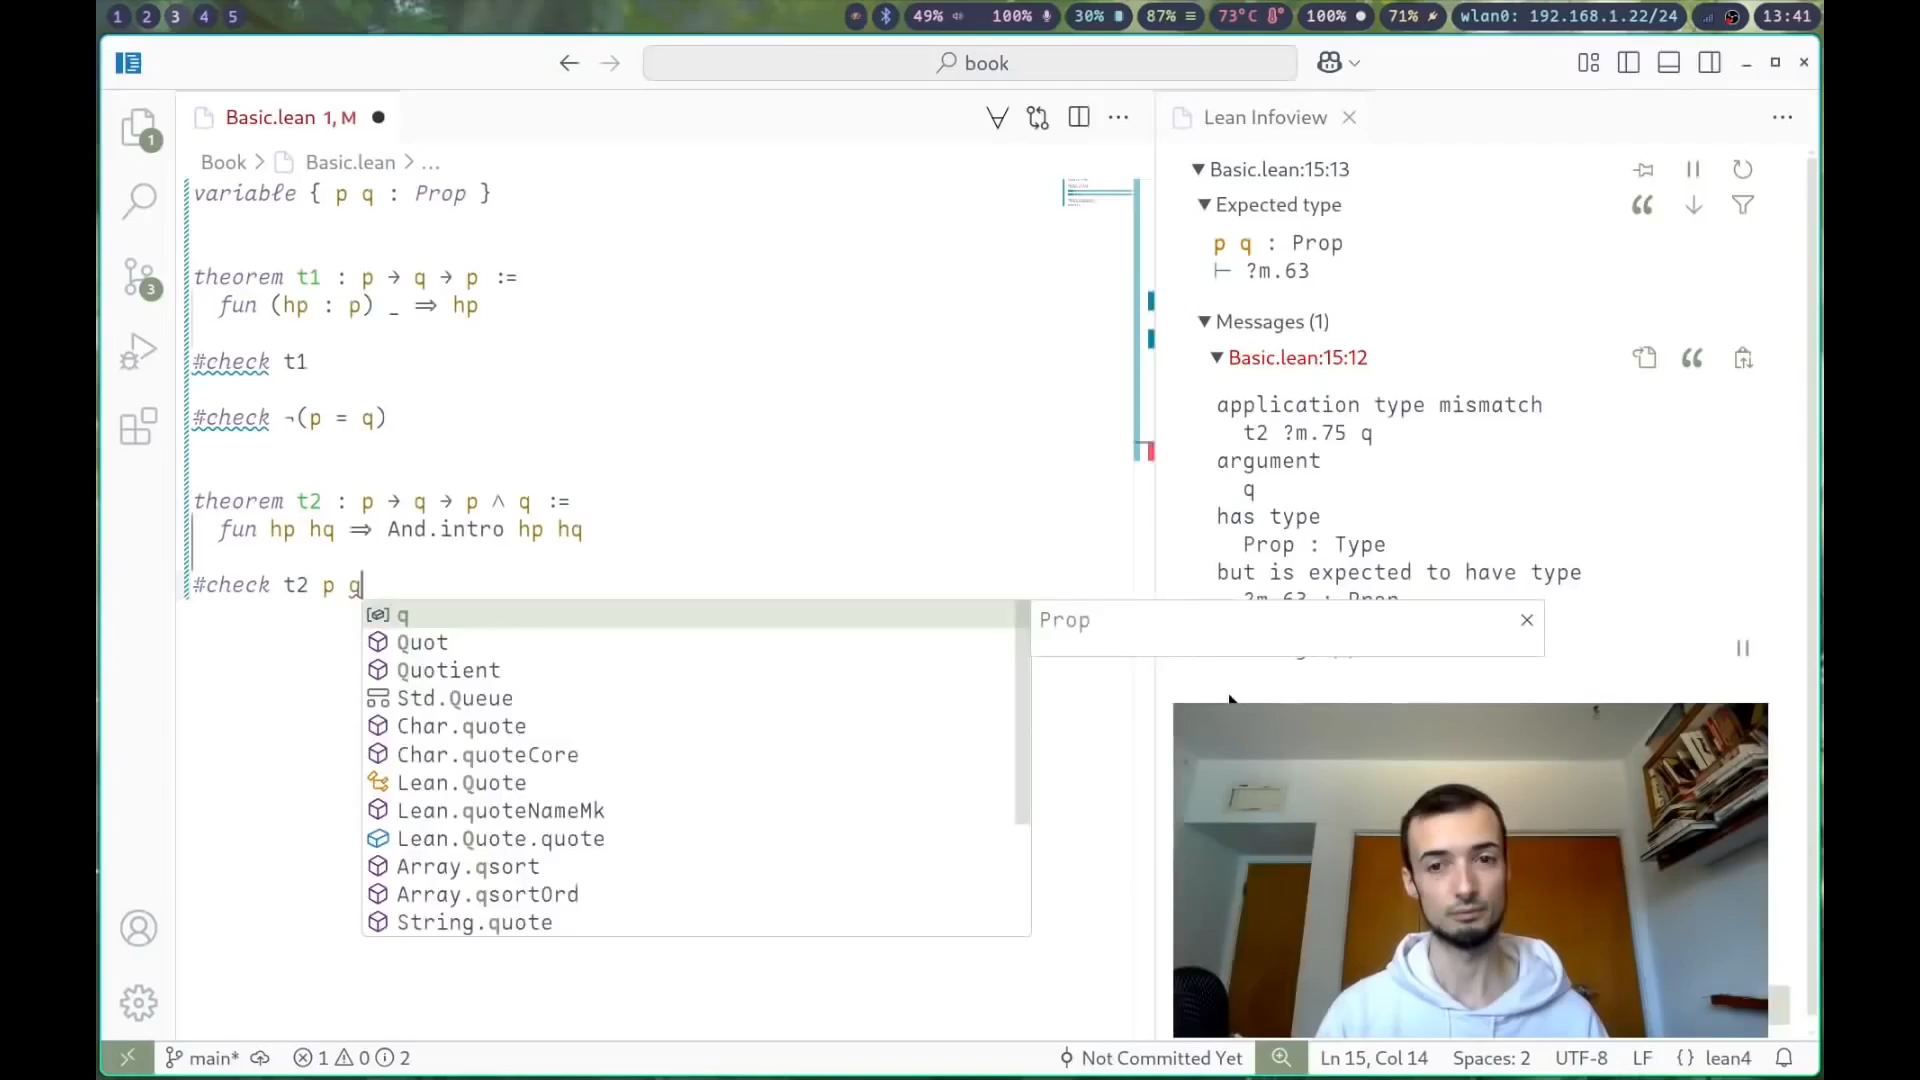 1 2 3 4 5 49% 100% 30% 87% 73°C 100% 71% wlan0: 192.168.1.22/24 13:41
book
Basic.lean 1, M
Lean Infoview
Book > Basic.lean > ...
variable { p q : Prop }
theorem t1 : p → q → p :=
fun (hp : p) _ ⇒ hp
#check t1
#check ¬(p = q)
theorem t2 : p → q → p ∧ q :=
fun hp hq ⇒ And.intro hp hq
#check t2 p q
q
Quot
Quotient
Std.Queue
Char.quote
Char.quoteCore
Lean.Quote
Lean.quoteNameMk
Lean.Quote.quote
Array.qsort
Array.qsortOrd
String.quote
Prop
Basic.lean:15:13
Expected type
p q : Prop
⊢ ?m.63
Messages (1)
Basic.lean:15:12
application type mismatch
t2 ?m.75 q
argument
q
has type
Prop : Type
but is expected to have type
?m.63 : Prop
1
3
main* 1 0 2 Not Committed Yet Ln 15, Col 14 Spaces: 2 UTF-8 LF {} lean4